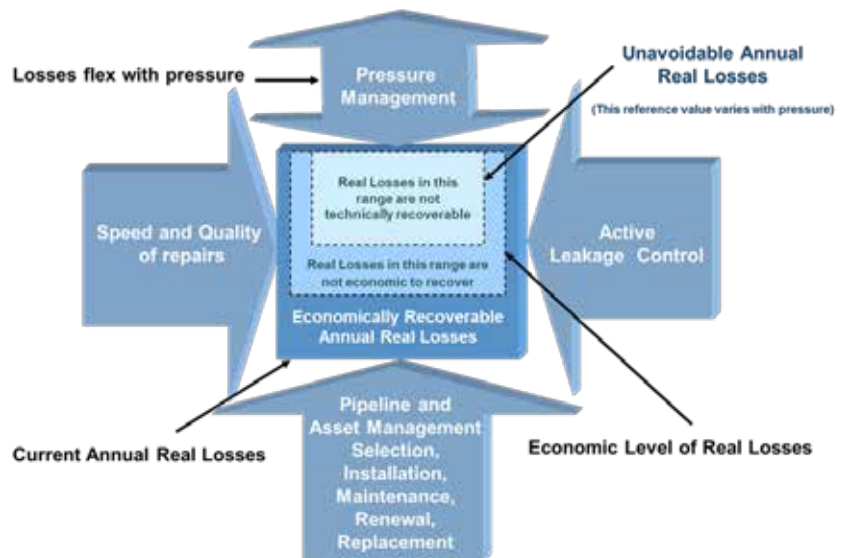 Losses flex with pressure
Pressure
Management
Unavoidable Annual
Real Losses
(This reference value varies with pressure)
Real Losses in this
range are not
technically recoverable
Speed and Quality
of repairs
Active
Leakage Control
Real Losses in this range are
not economic to recover
Economically Recoverable
Annual Real Losses
Pipeline and
Asset Management
Selection,
Installation,
Maintenance,
Renewal,
Replacement
Current Annual Real Losses
Economic Level of Real Losses